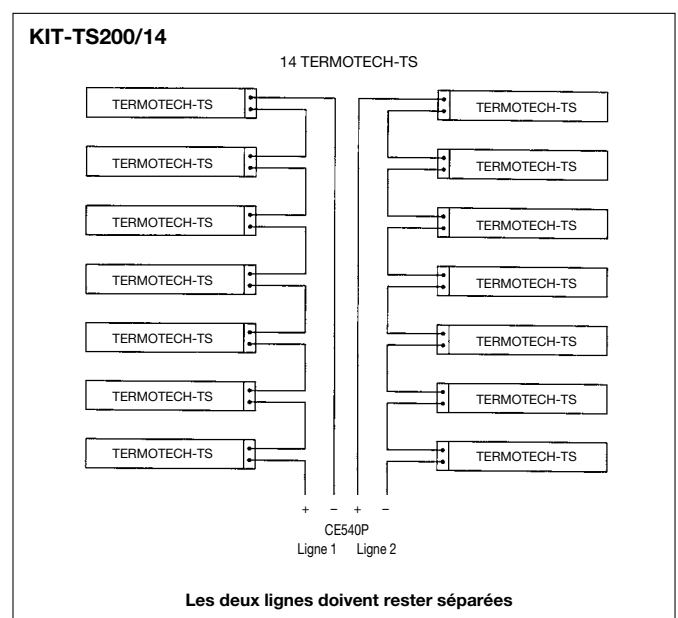 KIT-TS200/14
14 TERMOTECH-TS
TERMOTECH-TS TERMOTECH-TS
TERMOTECH-TS TERMOTECH-TS
TERMOTECH-TS TERMOTECH-TS
TERMOTECH-TS TERMOTECH-TS
TERMOTECH-TS TERMOTECH-TS
TERMOTECH-TS TERMOTECH-TS
TERMOTECH-TS TERMOTECH-TS
+ – + –
CE540P
Ligne 1 Ligne 2
Les deux lignes doivent rester séparées